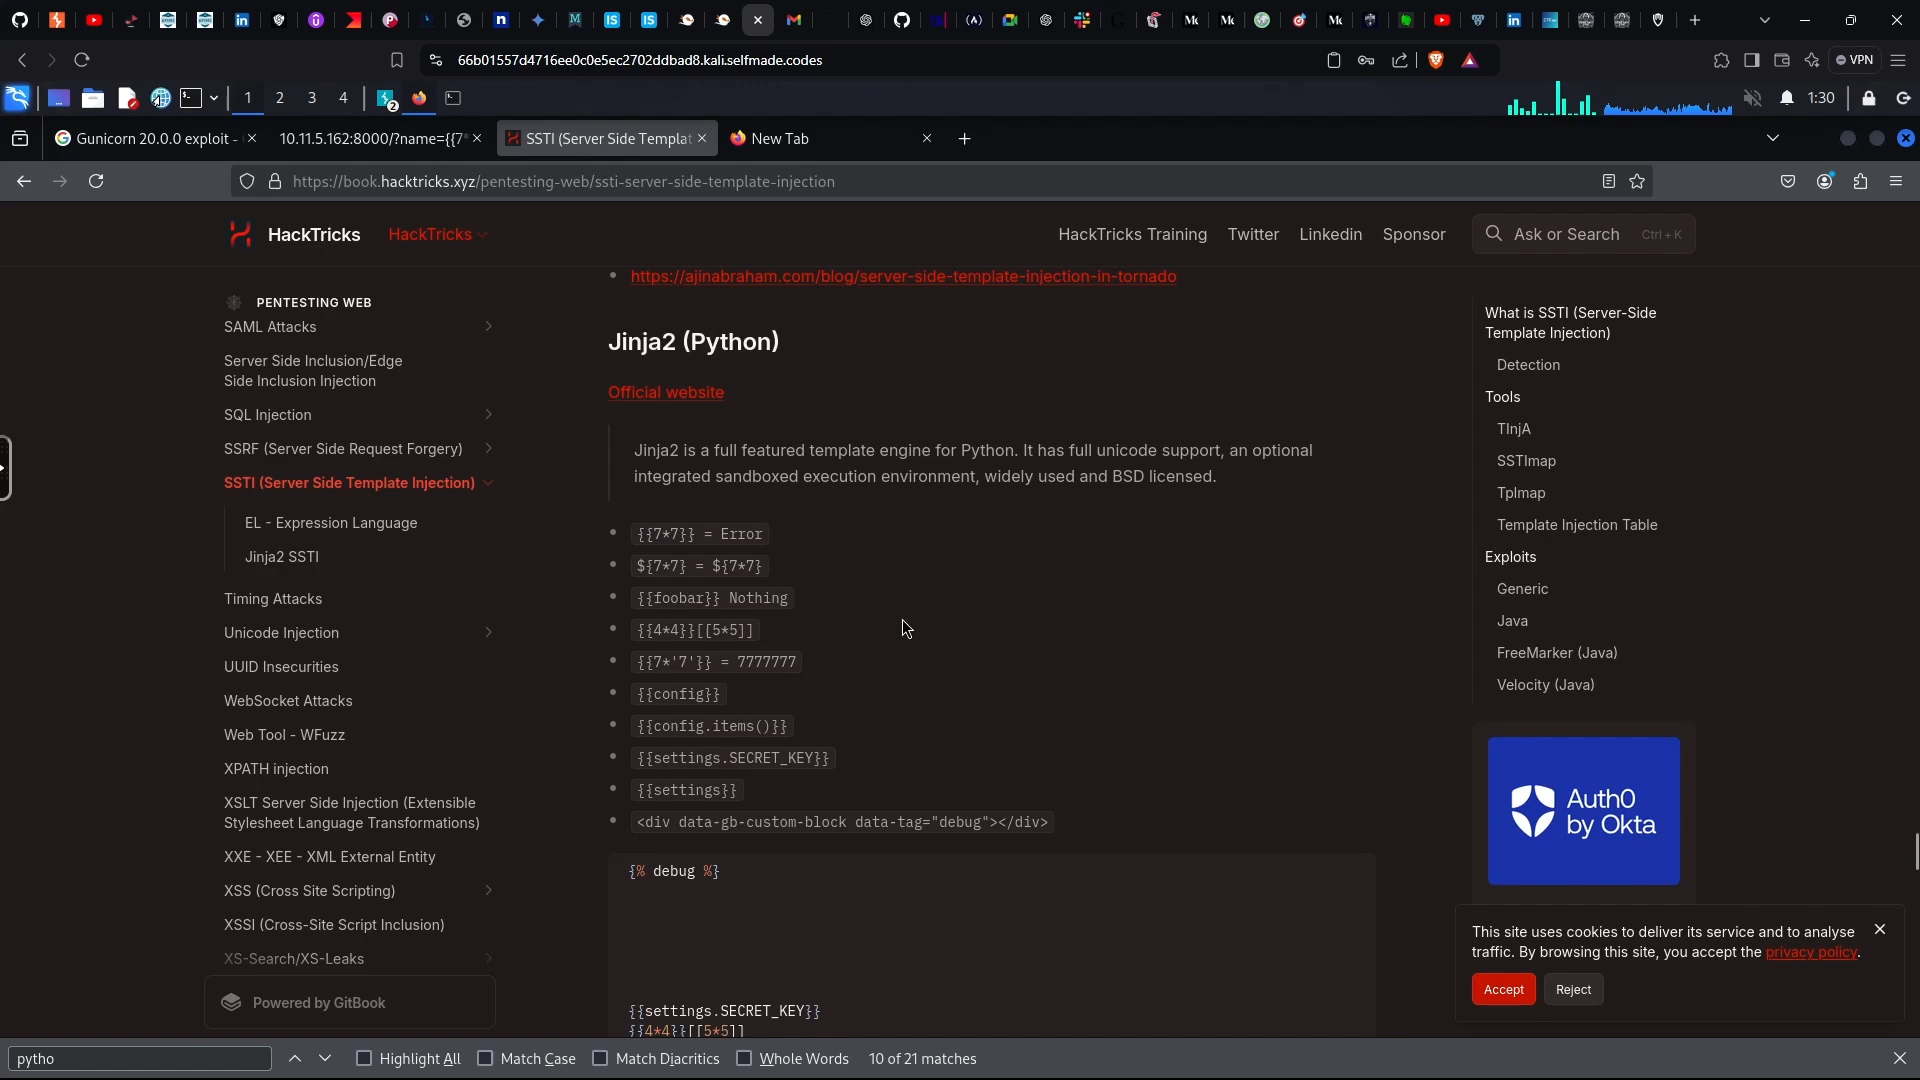 66b01557d4716ee0c0e5ec2702ddbad8.kali.selfmade.codes
VPN
1 2 3 4
2
1:30
Gunicorn 20.0.0 exploit -
10.11.5.162:8000/?name={{7*
SSTI (Server Side Templat
New Tab
https://book.hacktricks.xyz/pentesting-web/ssti-server-side-template-injection
HackTricks
HackTricks
HackTricks Training
Twitter
Linkedin
Sponsor
Ask or Search
Ctrl+K
PENTESTING WEB
SAML Attacks
Server Side Inclusion/Edge
Side Inclusion Injection
SQL Injection
SSRF (Server Side Request Forgery)
SSTI (Server Side Template Injection)
EL - Expression Language
Jinja2 SSTI
Timing Attacks
Unicode Injection
UUID Insecurities
WebSocket Attacks
Web Tool - WFuzz
XPATH injection
XSLT Server Side Injection (Extensible
Stylesheet Language Transformations)
XXE - XEE - XML External Entity
XSS (Cross Site Scripting)
XSSI (Cross-Site Script Inclusion)
XS-Search/XS-Leaks
Powered by GitBook
https://ajinabraham.com/blog/server-side-template-injection-in-tornado
Jinja2 (Python)
Official website
Jinja2 is a full featured template engine for Python. It has full unicode support, an optional
integrated sandboxed execution environment, widely used and BSD licensed.
{{7*7}} = Error
${7*7} = ${7*7}
{{foobar}} Nothing
{{4*4}}[[5*5]]
{{7*'7'}} = 7777777
{{config}}
{{config.items()}}
{{settings.SECRET_KEY}}
{{settings}}
<div data-gb-custom-block data-tag="debug"></div>
{% debug %}
{{settings.SECRET_KEY}}
{{4*4}}[[5*5]]
What is SSTI (Server-Side
Template Injection)
Detection
Tools
TInjA
SSTImap
Tplmap
Template Injection Table
Exploits
Generic
Java
FreeMarker (Java)
Velocity (Java)
Auth0
by Okta
This site uses cookies to deliver its service and to analyse
traffic. By browsing this site, you accept the privacy policy.
Accept
Reject
pytho
Highlight All
Match Case
Match Diacritics
Whole Words
10 of 21 matches